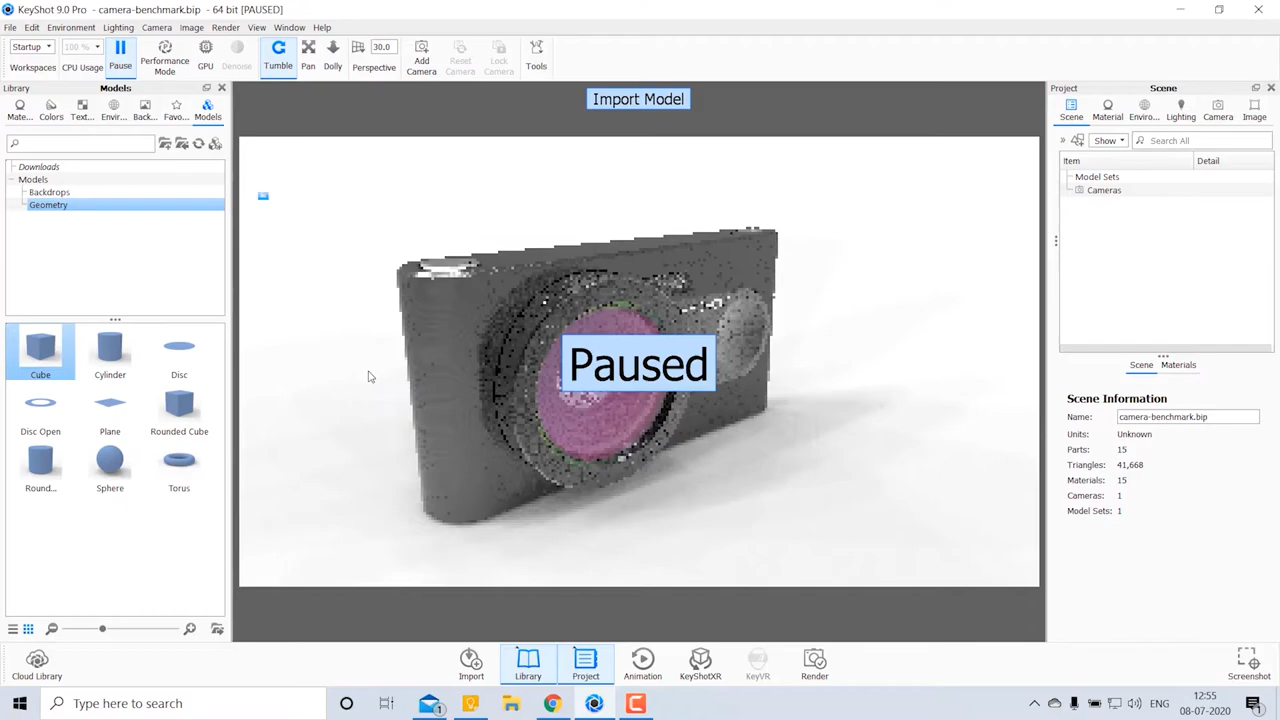 KeyShot 9.0 Pro - camera-benchmark.bip - 64 bit [PAUSED]
File Edit Environment Lighting Camera Image Render View Window Help
Startup 100 % 30.0
Workspaces CPU Usage Pause Performance Mode GPU Denoise Tumble Pan Dolly Perspective Add Camera Reset Camera Lock Camera Tools
Library Models
Mate... Colors Text... Envir... Back... Favo... Models
Downloads
Models
Backdrops
Geometry
Cube Cylinder Disc
Disc Open Plane Rounded Cube
Round... Sphere Torus
Cloud Library
Import Model
Paused
Project Scene
Scene Material Enviro... Lighting Camera Image
» Show Search All
Item Detail
Model Sets
Cameras
Scene Materials
Scene Information
Name: camera-benchmark.bip
Units: Unknown
Parts: 15
Triangles: 41,668
Materials: 15
Cameras: 1
Model Sets: 1
Import Library Project Animation KeyShotXR KeyVR Render Screenshot
Type here to search
1
ENG
12:55
08-07-2020
1